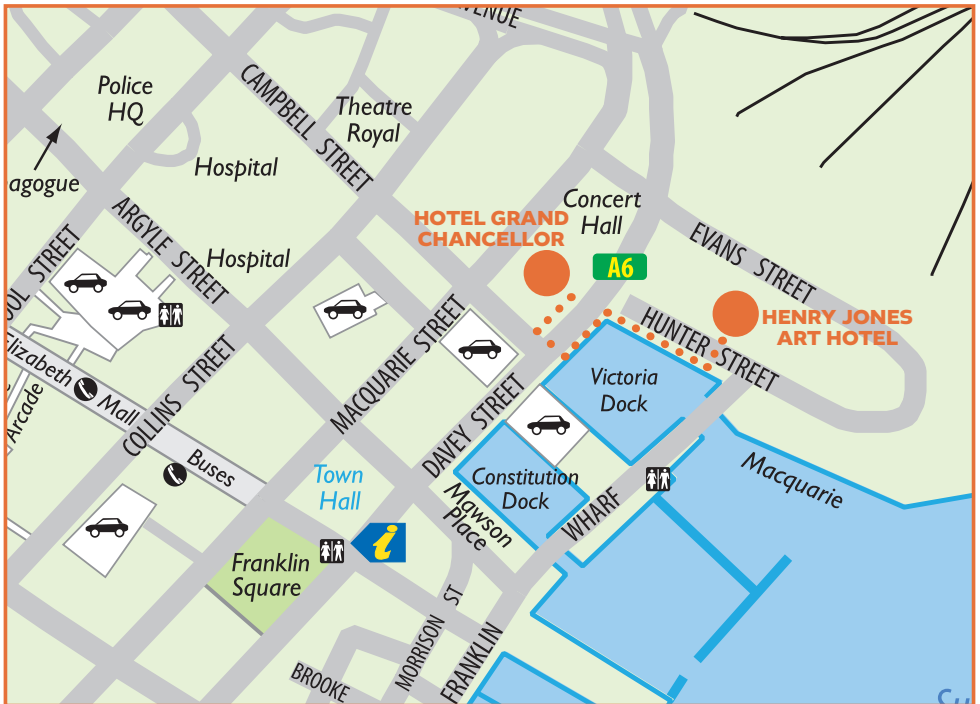 Police
HQ
CAMPBELL STREET
Theatre
Royal
Hospital
agogue
ARGYLE STREET
Hospital
HOTEL GRAND
CHANCELLOR
Concert
Hall
A6
EVANS STREET
HENRY JONES
ART HOTEL
HUNTER STREET
STREET
Elizabeth Mall
Arcade
COLLINS STREET
MACQUARIE STREET
DAVEY STREET
Victoria
Dock
Constitution
Dock
Macquarie
Buses
Town
Hall
i
Mawson
Place
WHARF
FRANKLIN
Franklin
Square
MORRISON ST
BROOKE